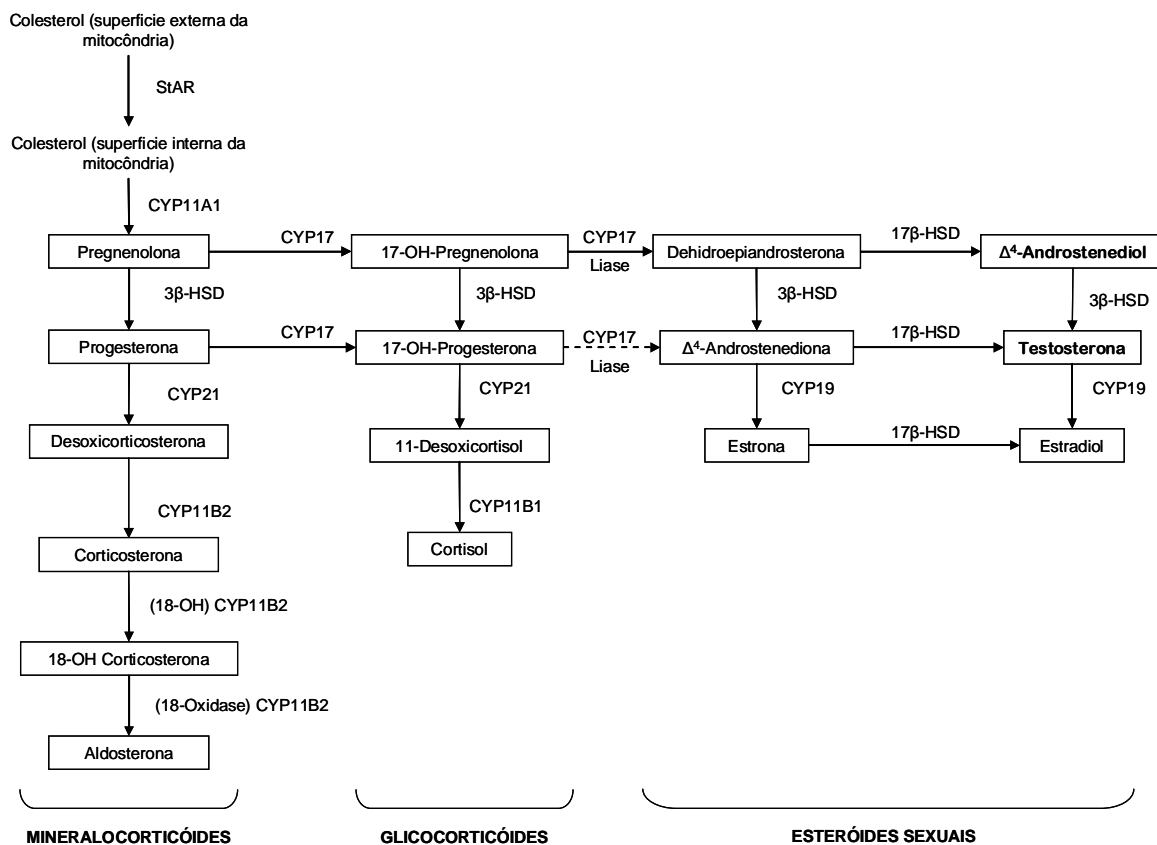 Colesterol (superficie externa da
mitocôndria)
StAR
Colesterol (superficie interna da
mitocôndria)
CYP11A1
Pregnenolona
CYP17
17-OH-Pregnenolona
CYP17
Liase
Dehidroepiandrosterona
17β-HSD
Δ⁴-Androstenediol
3β-HSD
3β-HSD
3β-HSD
3β-HSD
Progesterona
CYP17
17-OH-Progesterona
CYP17
Liase
Δ⁴-Androstenediona
17β-HSD
Testosterona
CYP21
CYP21
CYP19
CYP19
Desoxicorticosterona
11-Desoxicortisol
Estrona
17β-HSD
Estradiol
CYP11B2
CYP11B1
Corticosterona
Cortisol
(18-OH) CYP11B2
18-OH Corticosterona
(18-Oxidase) CYP11B2
Aldosterona
MINERALOCORTICÓIDES
GLICOCORTICÓIDES
ESTERÓIDES SEXUAIS